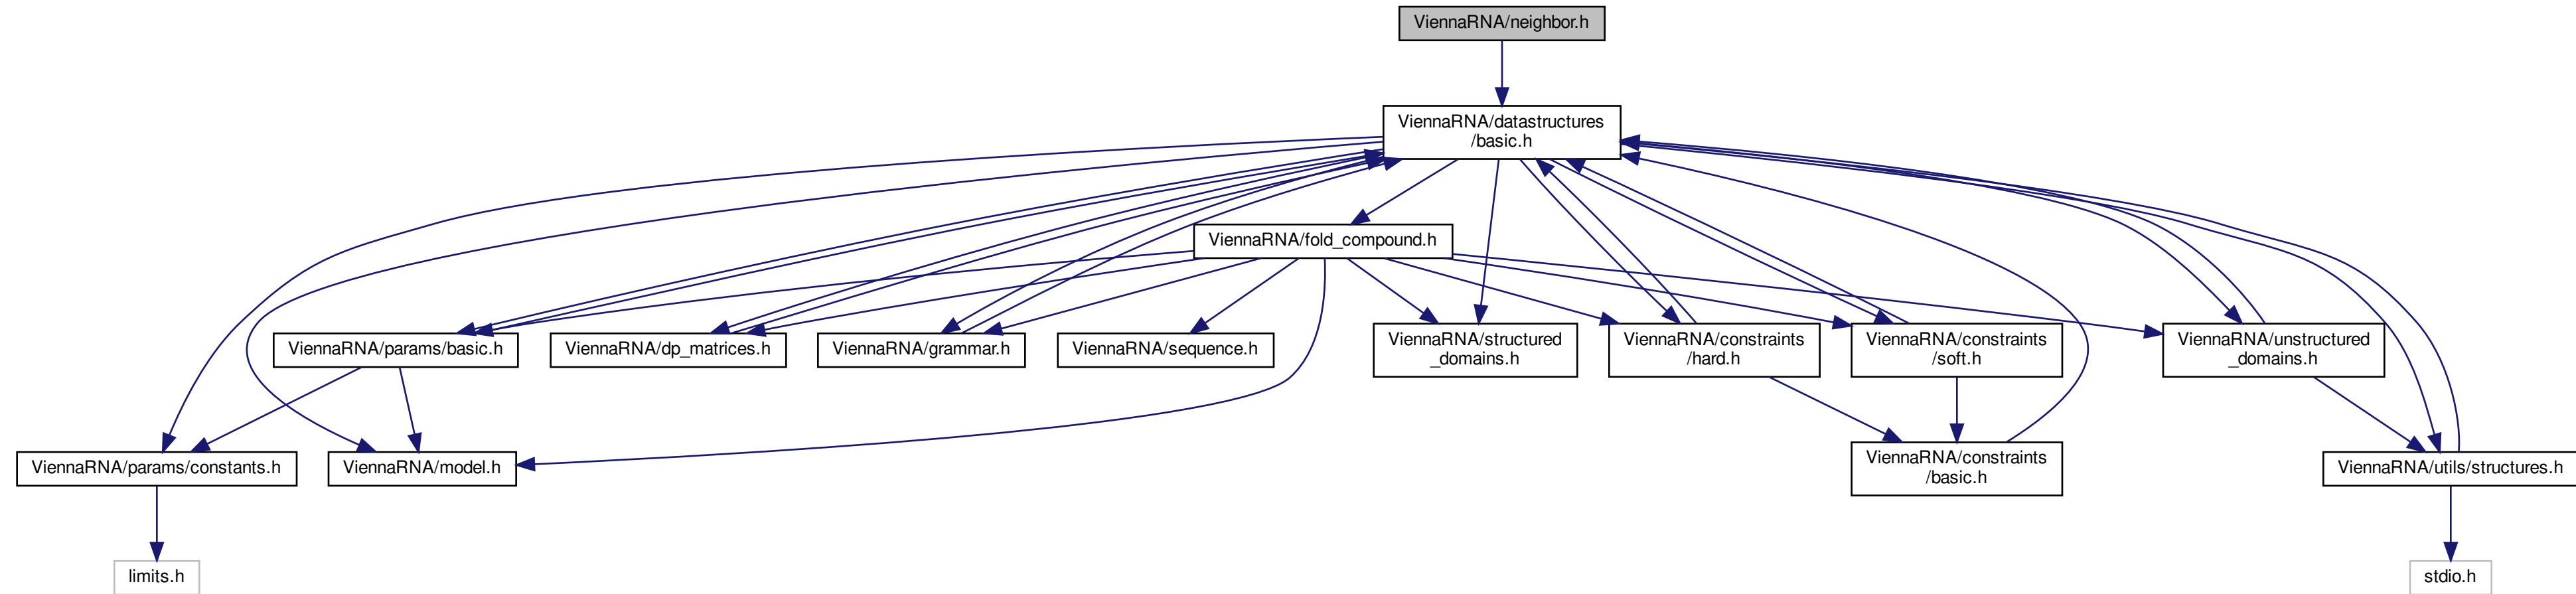 ViennaRNA/neighbor.h
ViennaRNA/datastructures
/basic.h
ViennaRNA/fold_compound.h
ViennaRNA/params/basic.h
ViennaRNA/dp_matrices.h
ViennaRNA/grammar.h
ViennaRNA/sequence.h
ViennaRNA/structured
_domains.h
ViennaRNA/constraints
/hard.h
ViennaRNA/constraints
/soft.h
ViennaRNA/unstructured
_domains.h
ViennaRNA/params/constants.h
ViennaRNA/model.h
ViennaRNA/constraints
/basic.h
ViennaRNA/utils/structures.h
limits.h
stdio.h